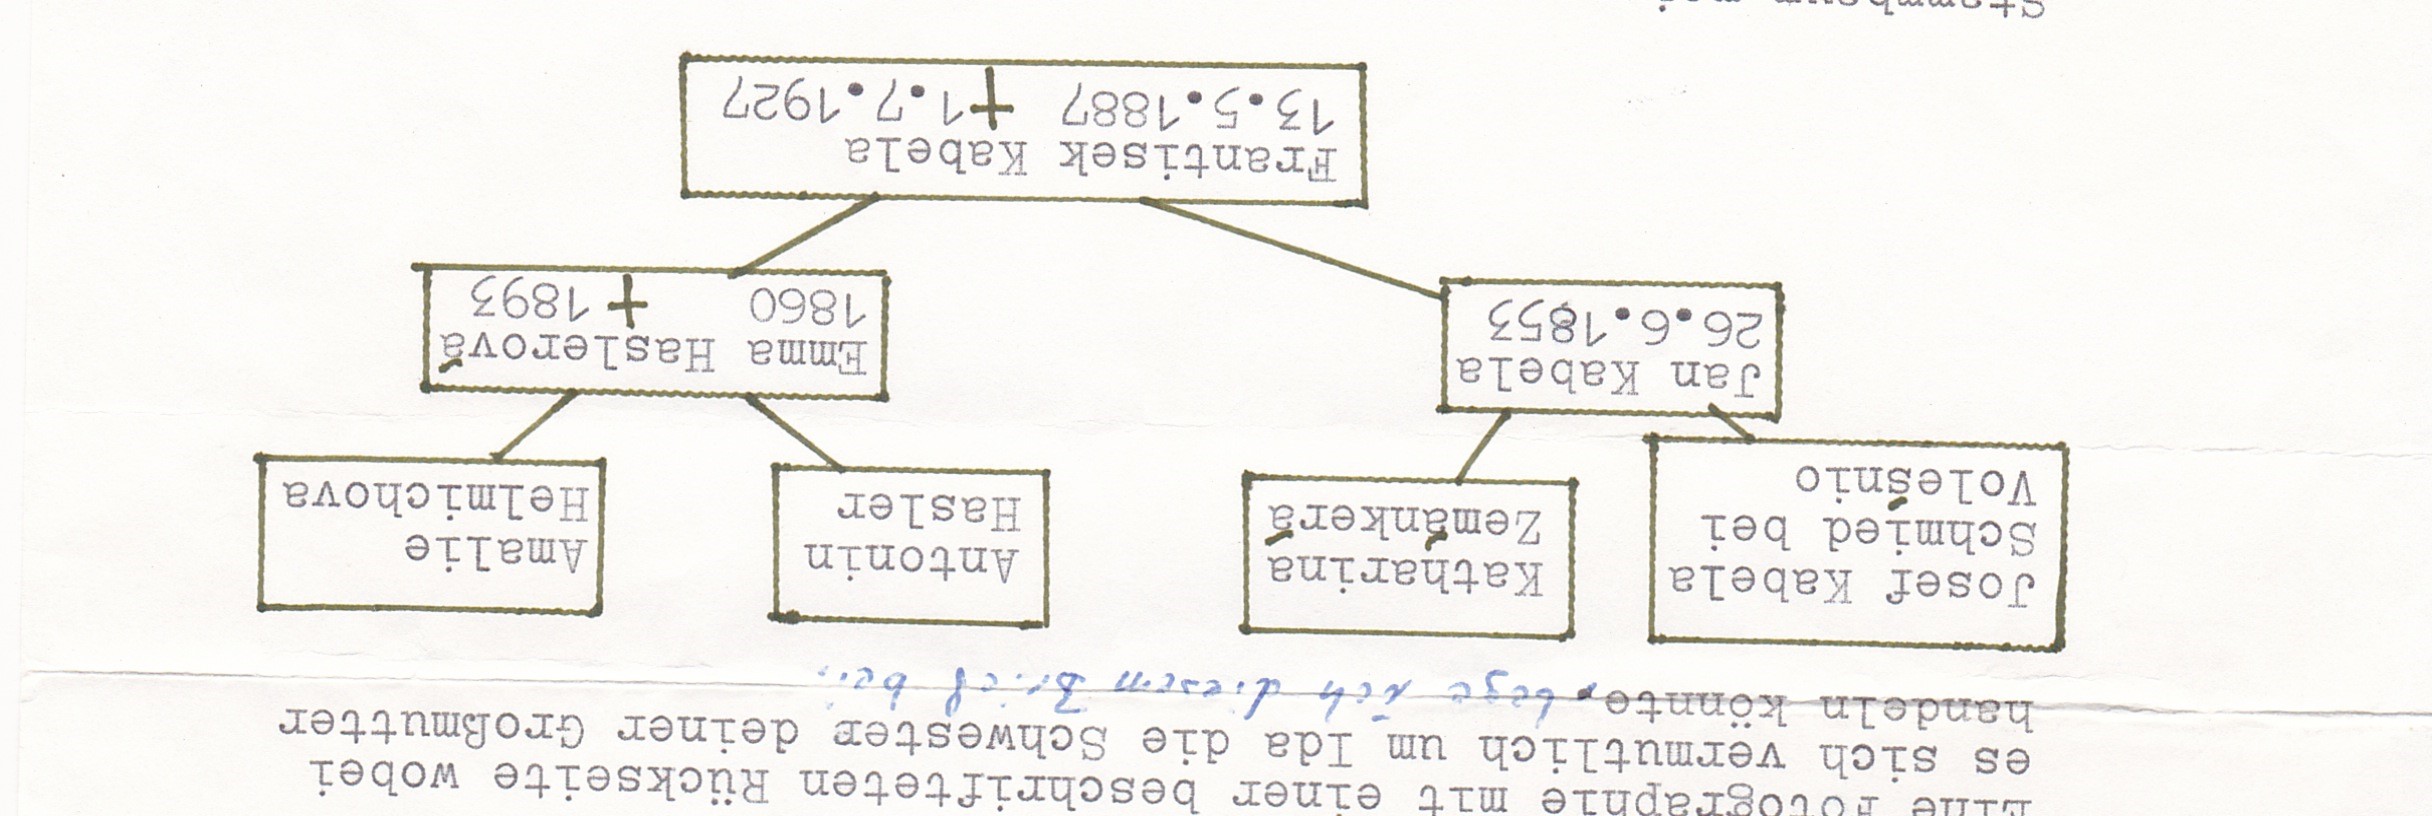 Eine Fotographie mit einer beschrifteten Rückseite wobei
es sich vermutlich um Ida die Schwester deiner Großmutter
handeln könnte, lege ich diesem Brief bei.
Josef Kabela
Schmied bei
Voleśnio
Katharina
Zemánkerá
Antonin
Hasler
Amalie
Helmichova
Jan Kabela
26.6.1853
Emma Haslerová
1860 †1893
Frantisek Kabela
13.5.1887 †1.7.1927
Stammbaum